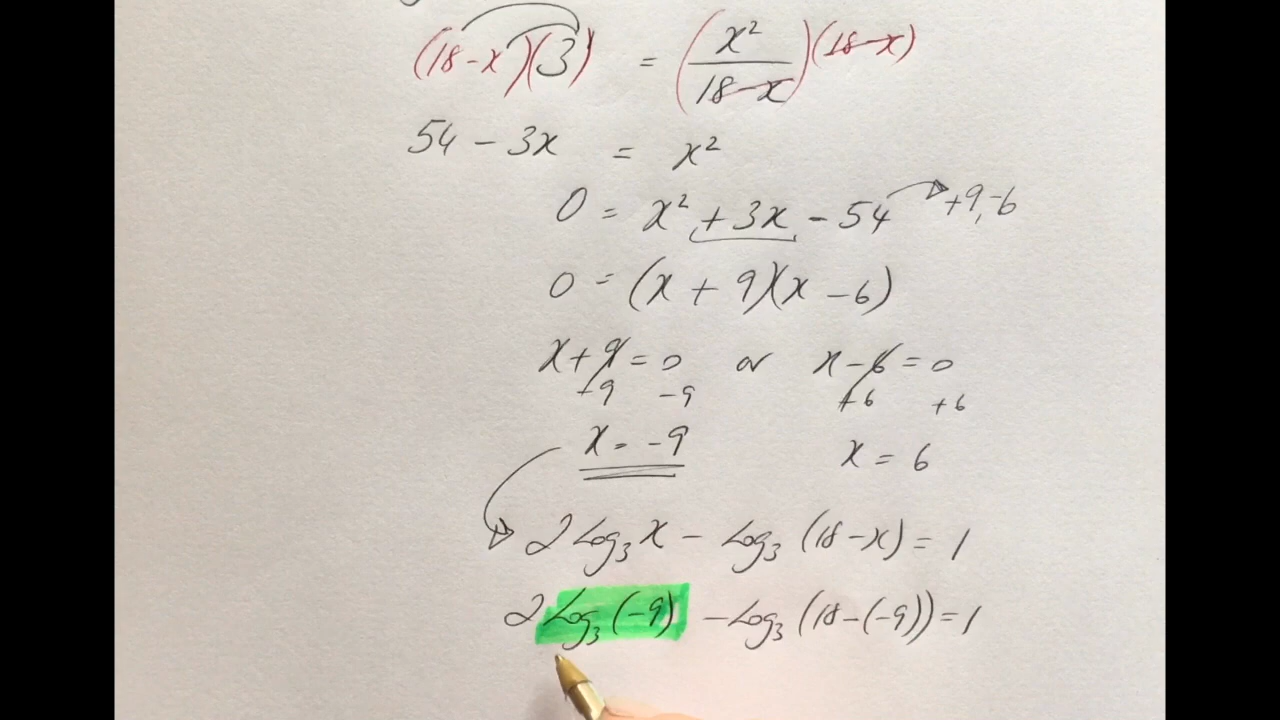 (18-x)(3) = (x²/18-x)(18-x)
54 - 3x = x²
0 = x² + 3x - 54 +9,-6
0 = (x + 9)(x - 6)
x+9=0 or x-6=0
-9 -9 +6 +6
x = -9 x = 6
2 Log₃ x - Log₃ (18-x) = 1
2 Log₃ (-9) - Log₃ (18-(-9)) = 1